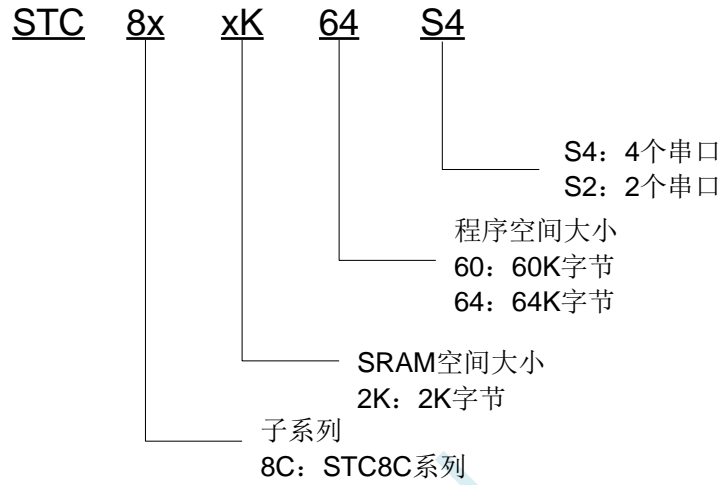 STC 8x xK 64 S4
S4：4个串口
S2：2个串口
程序空间大小
60：60K字节
64：64K字节
SRAM空间大小
2K：2K字节
子系列
8C：STC8C系列